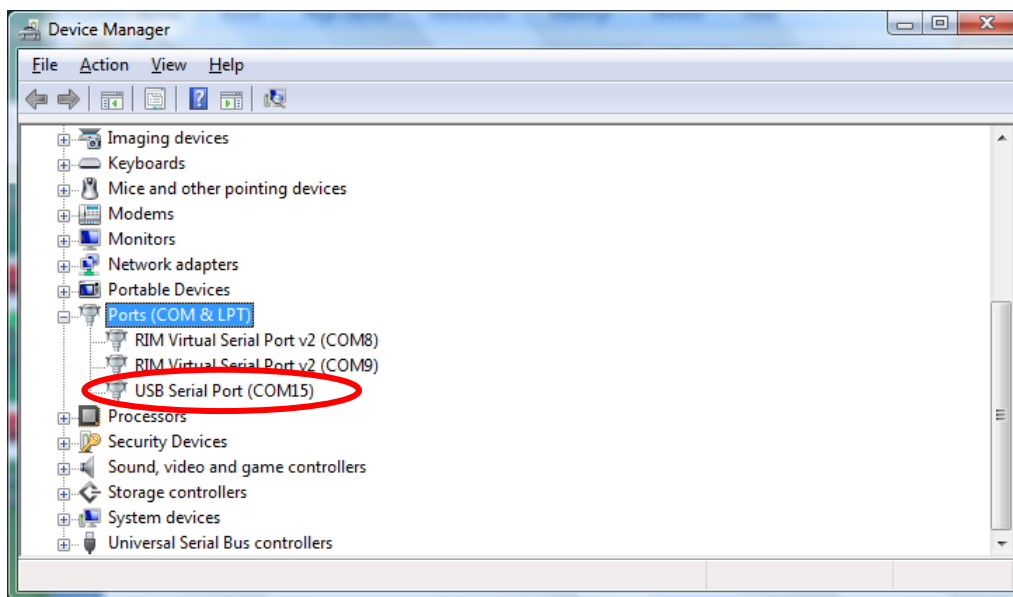 Device Manager
File Action View Help
Imaging devices
Keyboards
Mice and other pointing devices
Modems
Monitors
Network adapters
Portable Devices
Ports (COM & LPT)
RIM Virtual Serial Port v2 (COM8)
RIM Virtual Serial Port v2 (COM9)
USB Serial Port (COM15)
Processors
Security Devices
Sound, video and game controllers
Storage controllers
System devices
Universal Serial Bus controllers